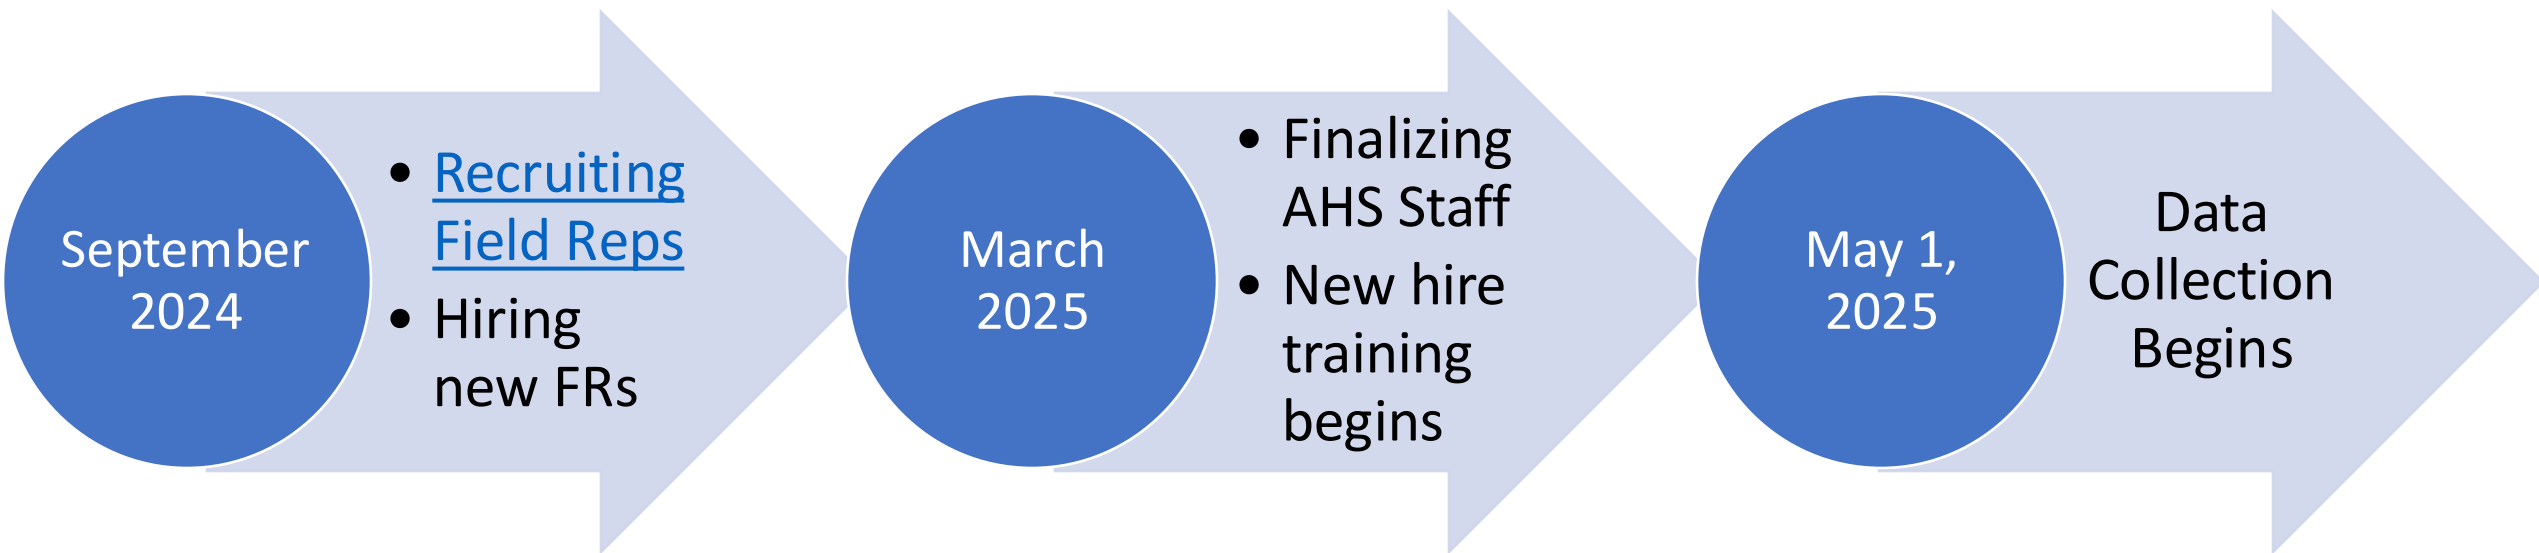 September
2024
• Recruiting
Field Reps
• Hiring
new FRs
March
2025
• Finalizing
AHS Staff
• New hire
training
begins
May 1,
2025
Data
Collection
Begins